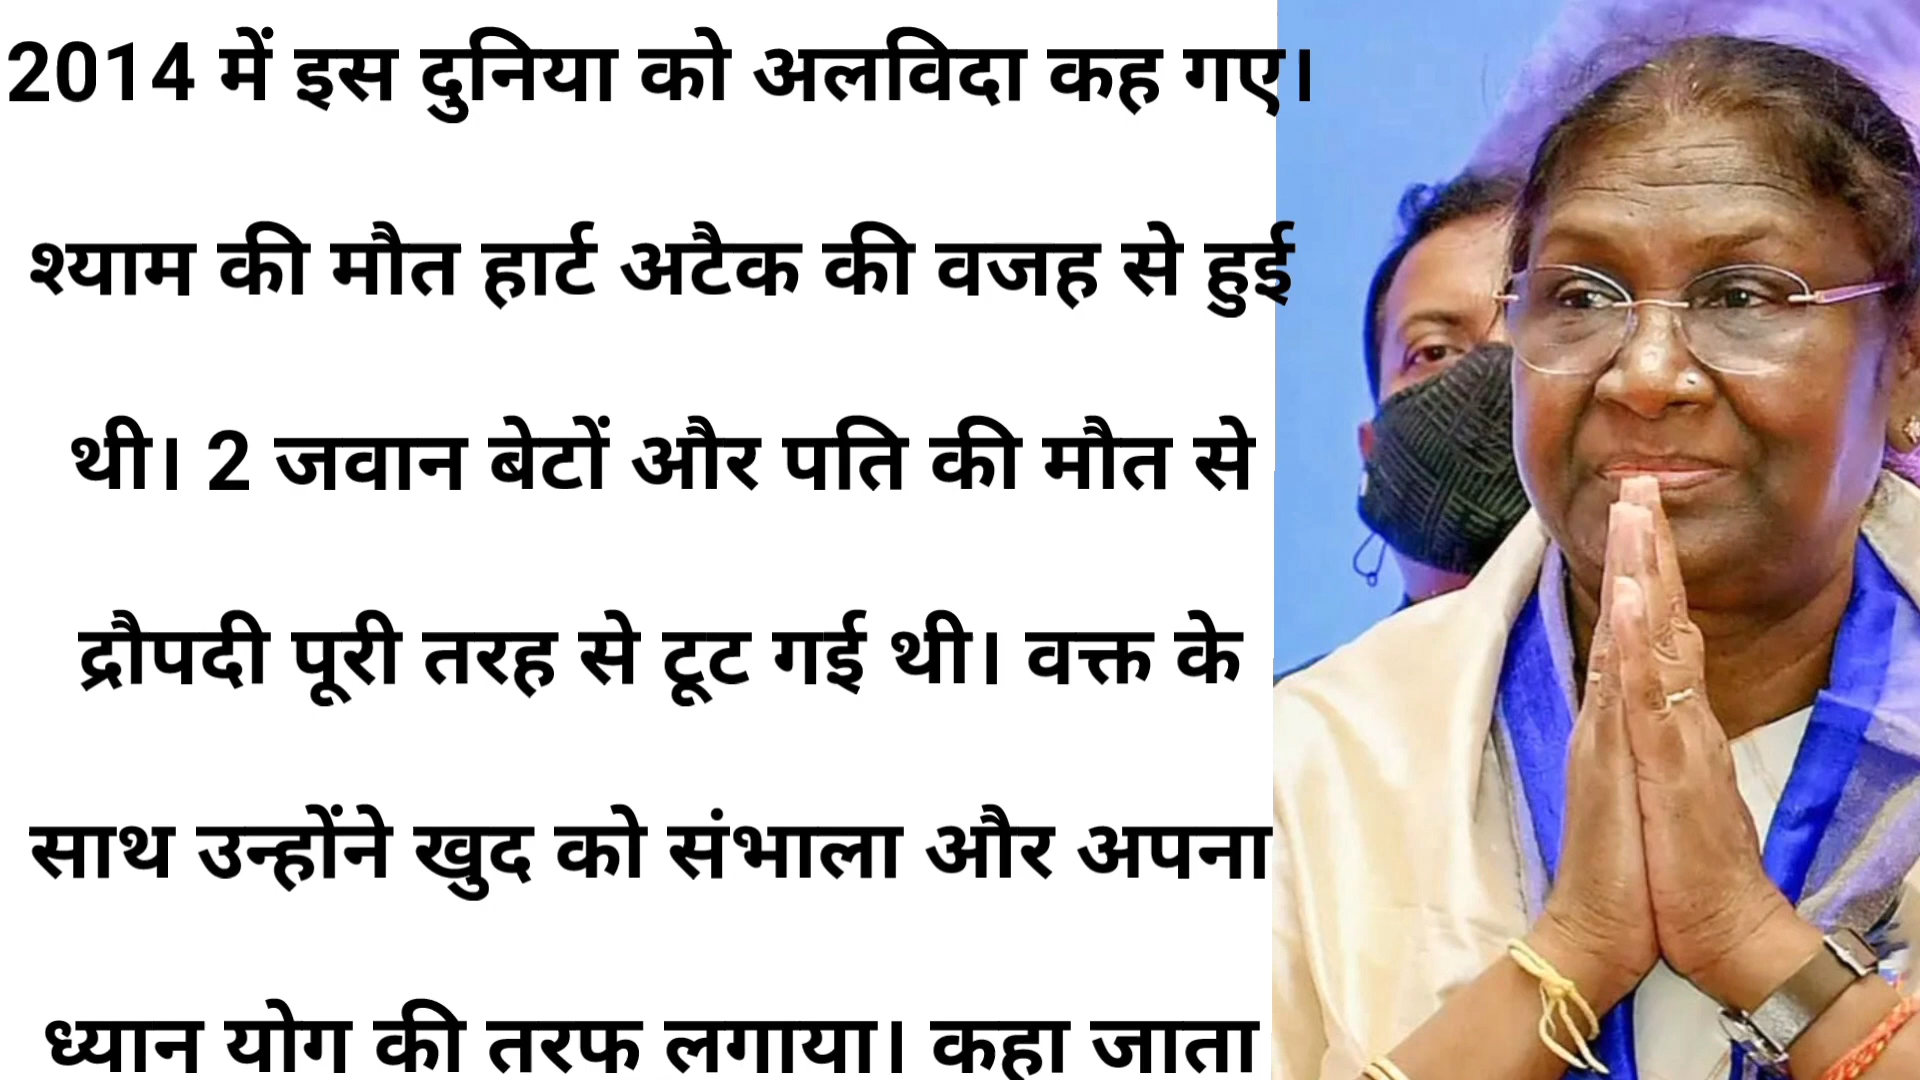 2014 में इस दुनिया को अलविदा कह गए।
श्याम की मौत हार्ट अटैक की वजह से हुई
थी। 2 जवान बेटों और पति की मौत से
द्रौपदी पूरी तरह से टूट गई थी। वक्त के
साथ उन्होंने खुद को संभाला और अपना
ध्यान योग की तरफ लगाया। कहा जाता